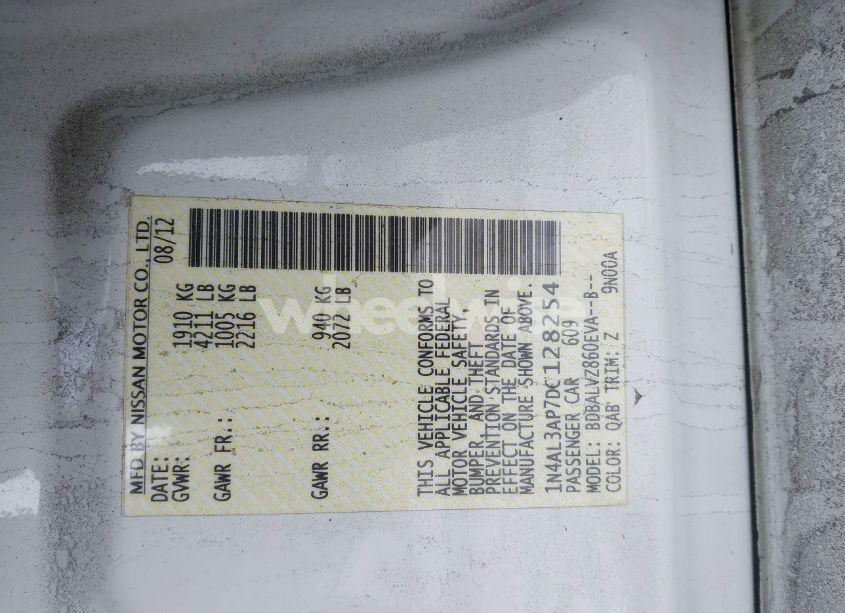 MFD BY NISSAN MOTOR CO., LTD.
DATE: 08/12
GVWR: 1910 KG
4211 LB
GAWR FR.: 1005 KG
2216 LB
GAWR RR.: 940 KG
2072 LB
THIS VEHICLE CONFORMS TO
ALL APPLICABLE FEDERAL
MOTOR VEHICLE SAFETY,
BUMPER, AND THEFT
PREVENTION STANDARDS IN
EFFECT ON THE DATE OF
MANUFACTURE SHOWN ABOVE.
1N4AL3AP7DC128254
PASSENGER CAR 609
MODEL: BDBALVZ860EVA--B--
COLOR: QAB TRIM: Z 9N00A